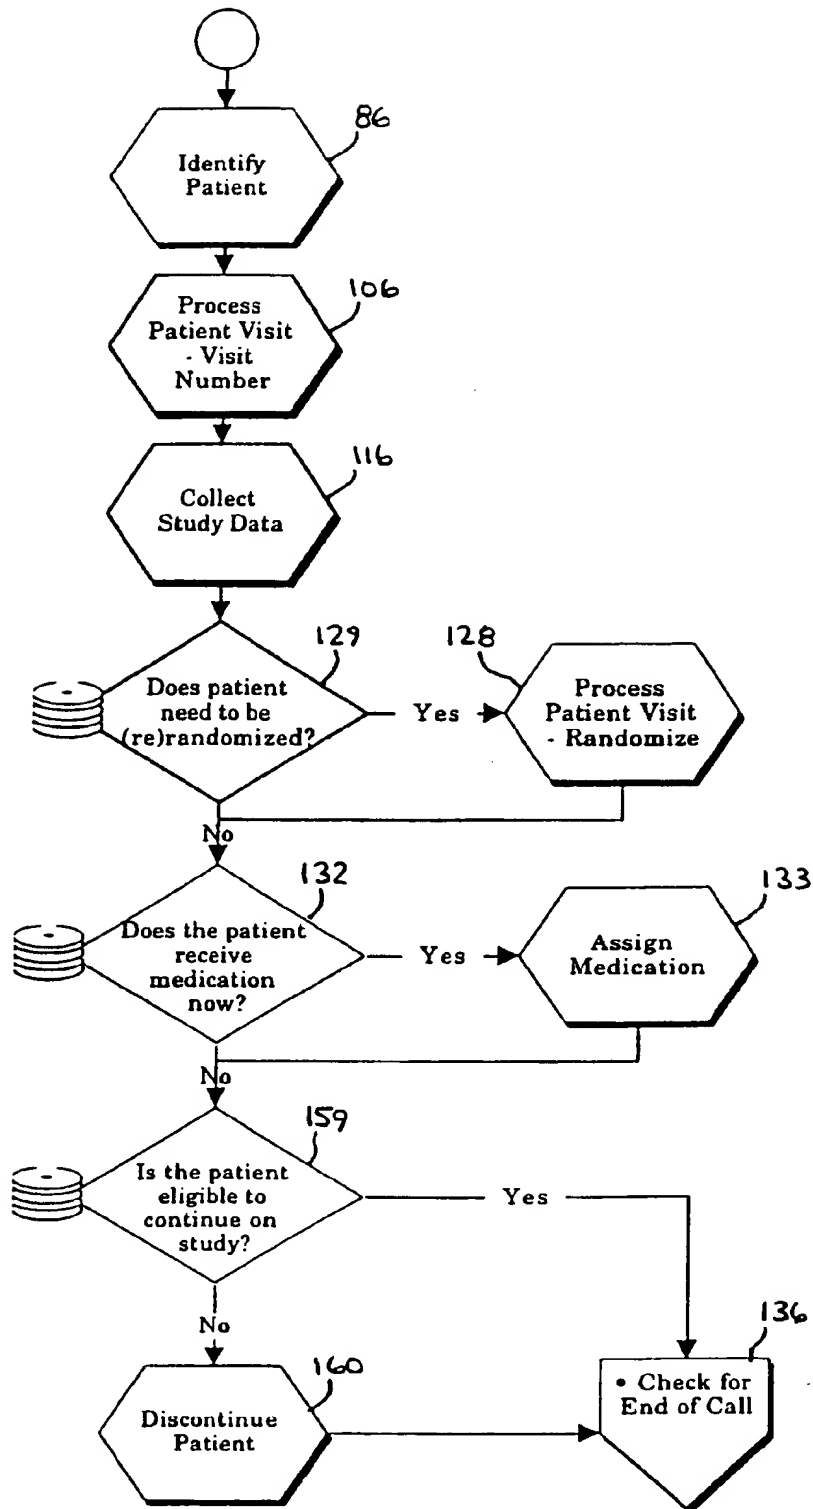 86
Identify
Patient
106
Process
Patient Visit
- Visit
Number
116
Collect
Study Data
129
Does patient
need to be
(re)randomized?
Yes
128
Process
Patient Visit
- Randomize
No
132
Does the patient
receive
medication
now?
Yes
133
Assign
Medication
No
159
Is the patient
eligible to
continue on
study?
Yes
No
160
Discontinue
Patient
136
• Check for
End of Call